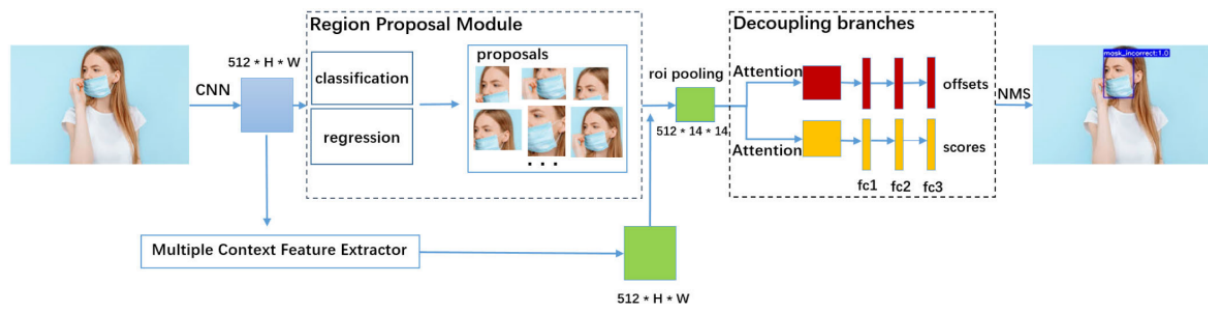 Region Proposal Module
Decoupling branches
512 * H * W
CNN
classification
regression
proposals
. . .
roi pooling
512 * 14 * 14
Attention
offsets
Attention
scores
fc1 fc2 fc3
NMS
mask_incorrect:1.0
Multiple Context Feature Extractor
512 * H * W